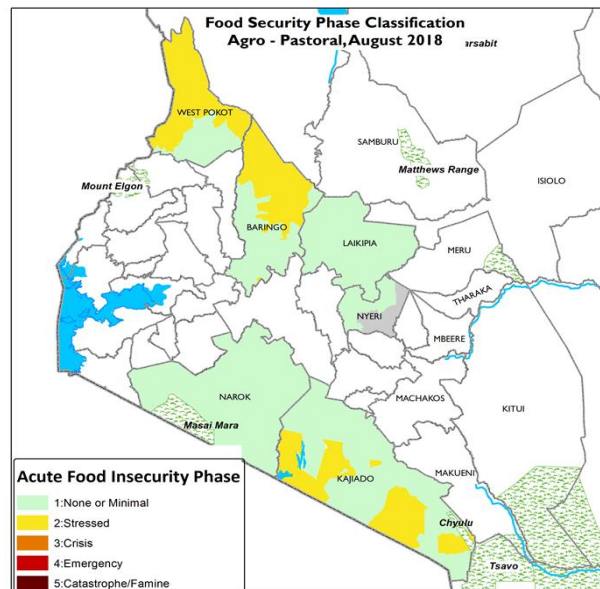 Food Security Phase Classification
Agro - Pastoral, August 2018
arsabit
WEST POKOT
SAMBURU
Matthews Range
Mount Elgon
ISIOLO
BARINGO
LAIKIPIA
MERU
THARAKA
NYERI
MBEERE
NAROK
MACHAKOS
KITUI
Masai Mara
KAJIADO
MAKUENI
Chyulu
Tsavo
Acute Food Insecurity Phase
1:None or Minimal
2:Stressed
3:Crisis
4:Emergency
5:Catastrophe/Famine